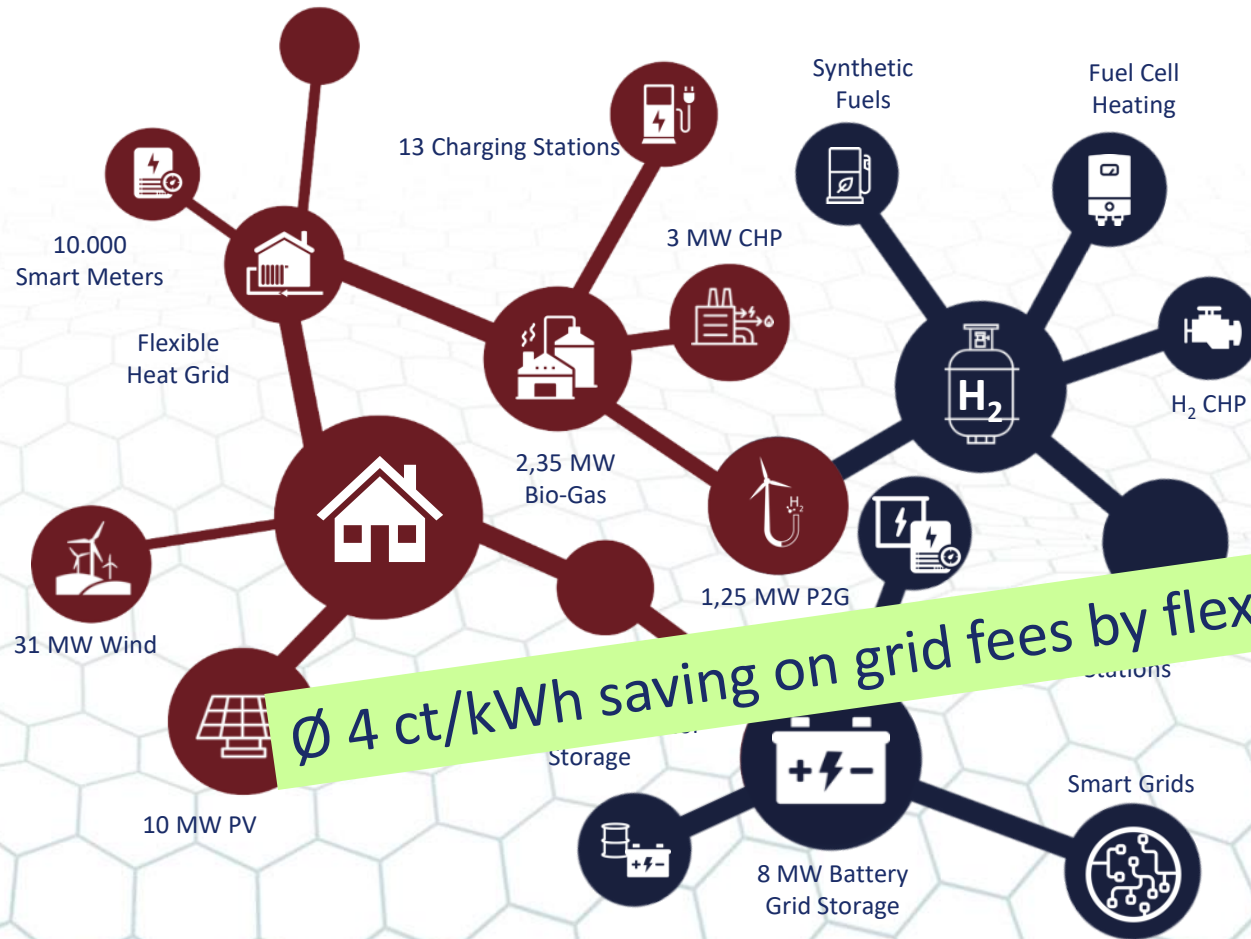 Synthetic
Fuels
Fuel Cell
Heating
13 Charging Stations
10.000
Smart Meters
3 MW CHP
Flexible
Heat Grid
H₂
H₂ CHP
2,35 MW
Bio-Gas
H₂
1,25 MW P2G
31 MW Wind
Ø 4 ct/kWh saving on grid fees by flex
Stations
Storage
10 MW PV
Smart Grids
8 MW Battery
Grid Storage